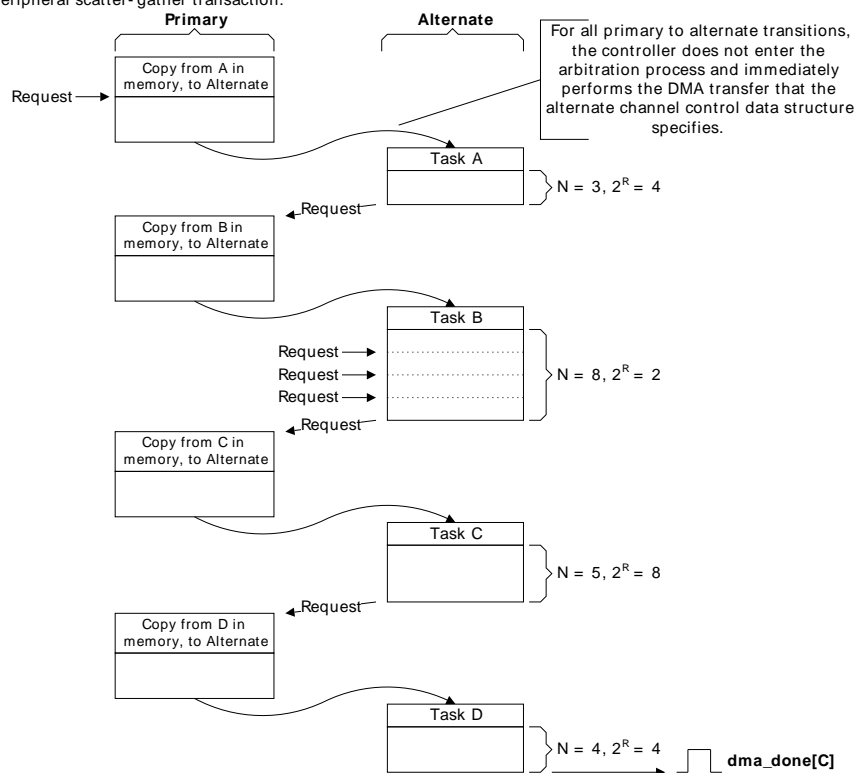 peripheral scatter- gather transaction.
Primary
Alternate
For all primary to alternate transitions,
the controller does not enter the
arbitration process and immediately
performs the DMA transfer that the
alternate channel control data structure
specifies.
Copy from A in
memory, to Alternate
Request
Task A
N = 3, 2^R = 4
Request
Copy from B in
memory, to Alternate
Task B
Request
Request
Request
N = 8, 2^R = 2
Request
Copy from C in
memory, to Alternate
Task C
N = 5, 2^R = 8
Request
Copy from D in
memory, to Alternate
Task D
N = 4, 2^R = 4
dma_done[C]